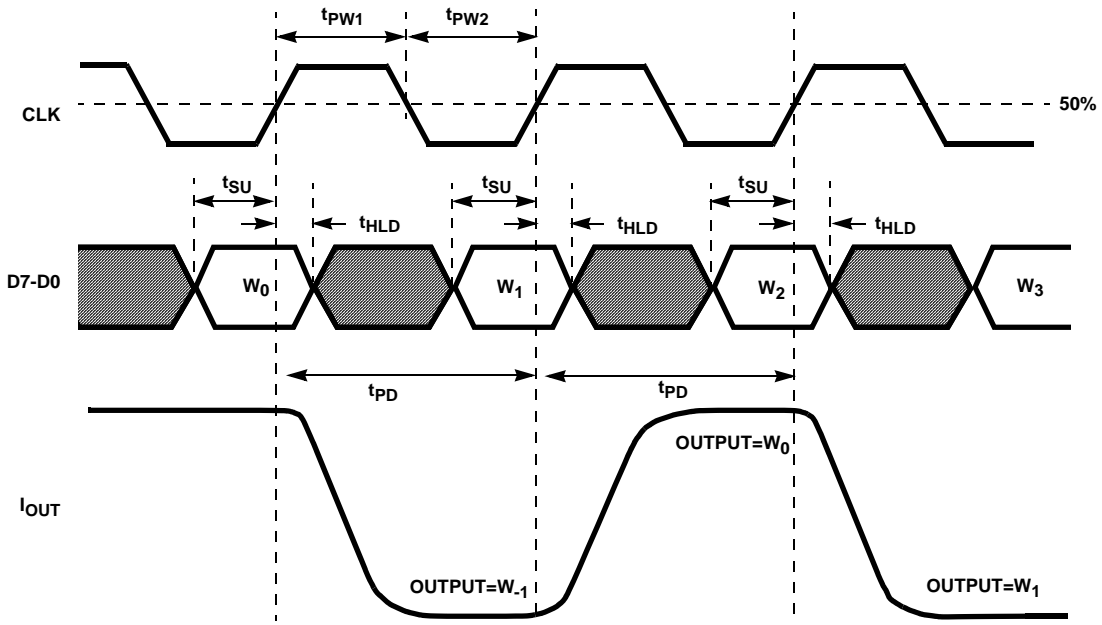 tPW1 tPW2
CLK
50%
tSU tSU tSU
tHLD tHLD tHLD
D7-D0 W0 W1 W2 W3
tPD tPD
OUTPUT=W0
IOUT
OUTPUT=W-1 OUTPUT=W1